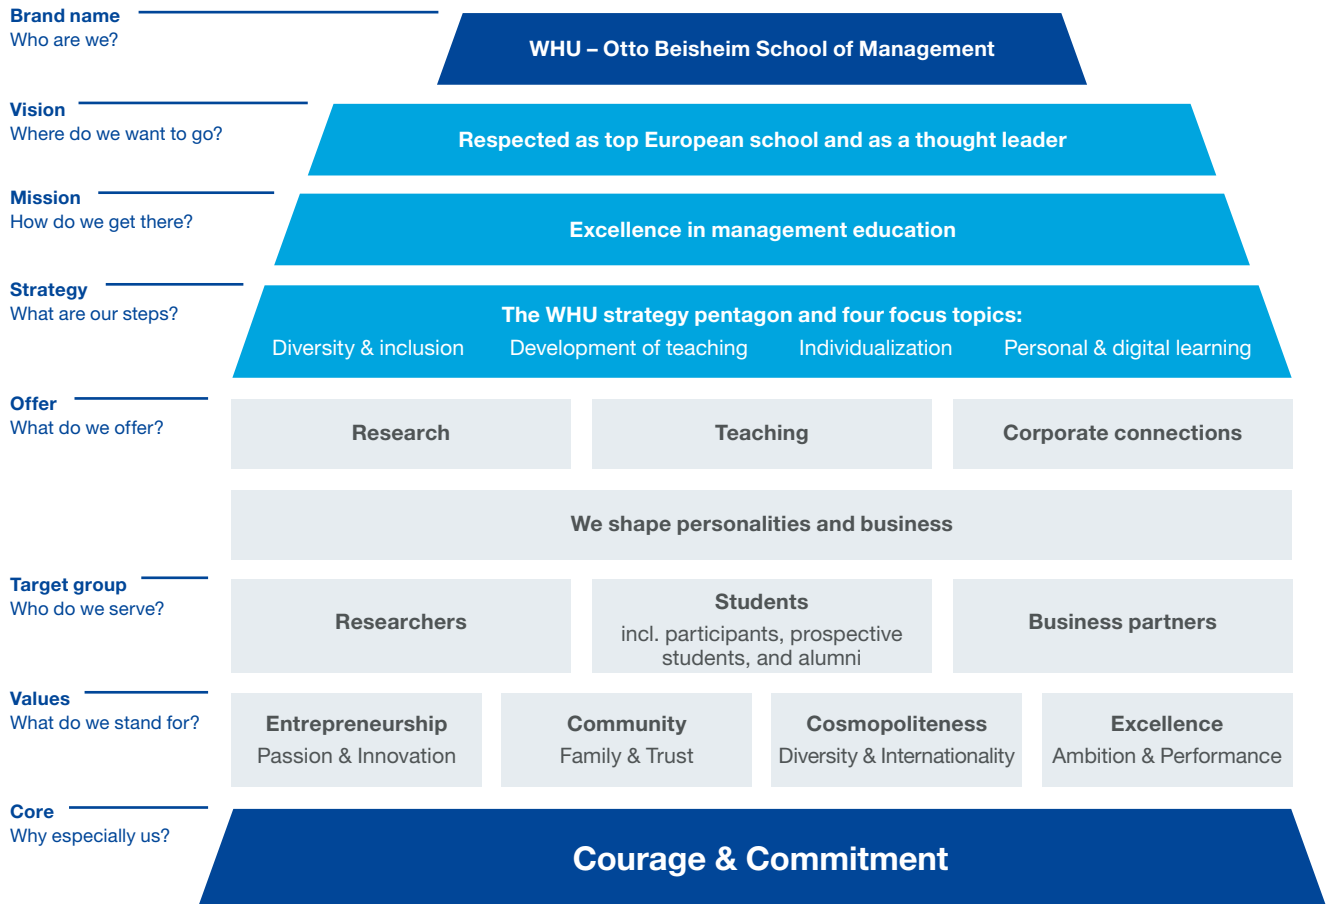 Brand name
Who are we?
WHU – Otto Beisheim School of Management
Vision
Where do we want to go?
Respected as top European school and as a thought leader
Mission
How do we get there?
Excellence in management education
Strategy
What are our steps?
The WHU strategy pentagon and four focus topics:
Diversity & inclusion Development of teaching Individualization Personal & digital learning
Offer
What do we offer?
Research Teaching Corporate connections
We shape personalities and business
Target group
Who do we serve?
Researchers
Students
incl. participants, prospective
students, and alumni
Business partners
Values
What do we stand for?
Entrepreneurship
Passion & Innovation
Community
Family & Trust
Cosmopoliteness
Diversity & Internationality
Excellence
Ambition & Performance
Core
Why especially us?
Courage & Commitment